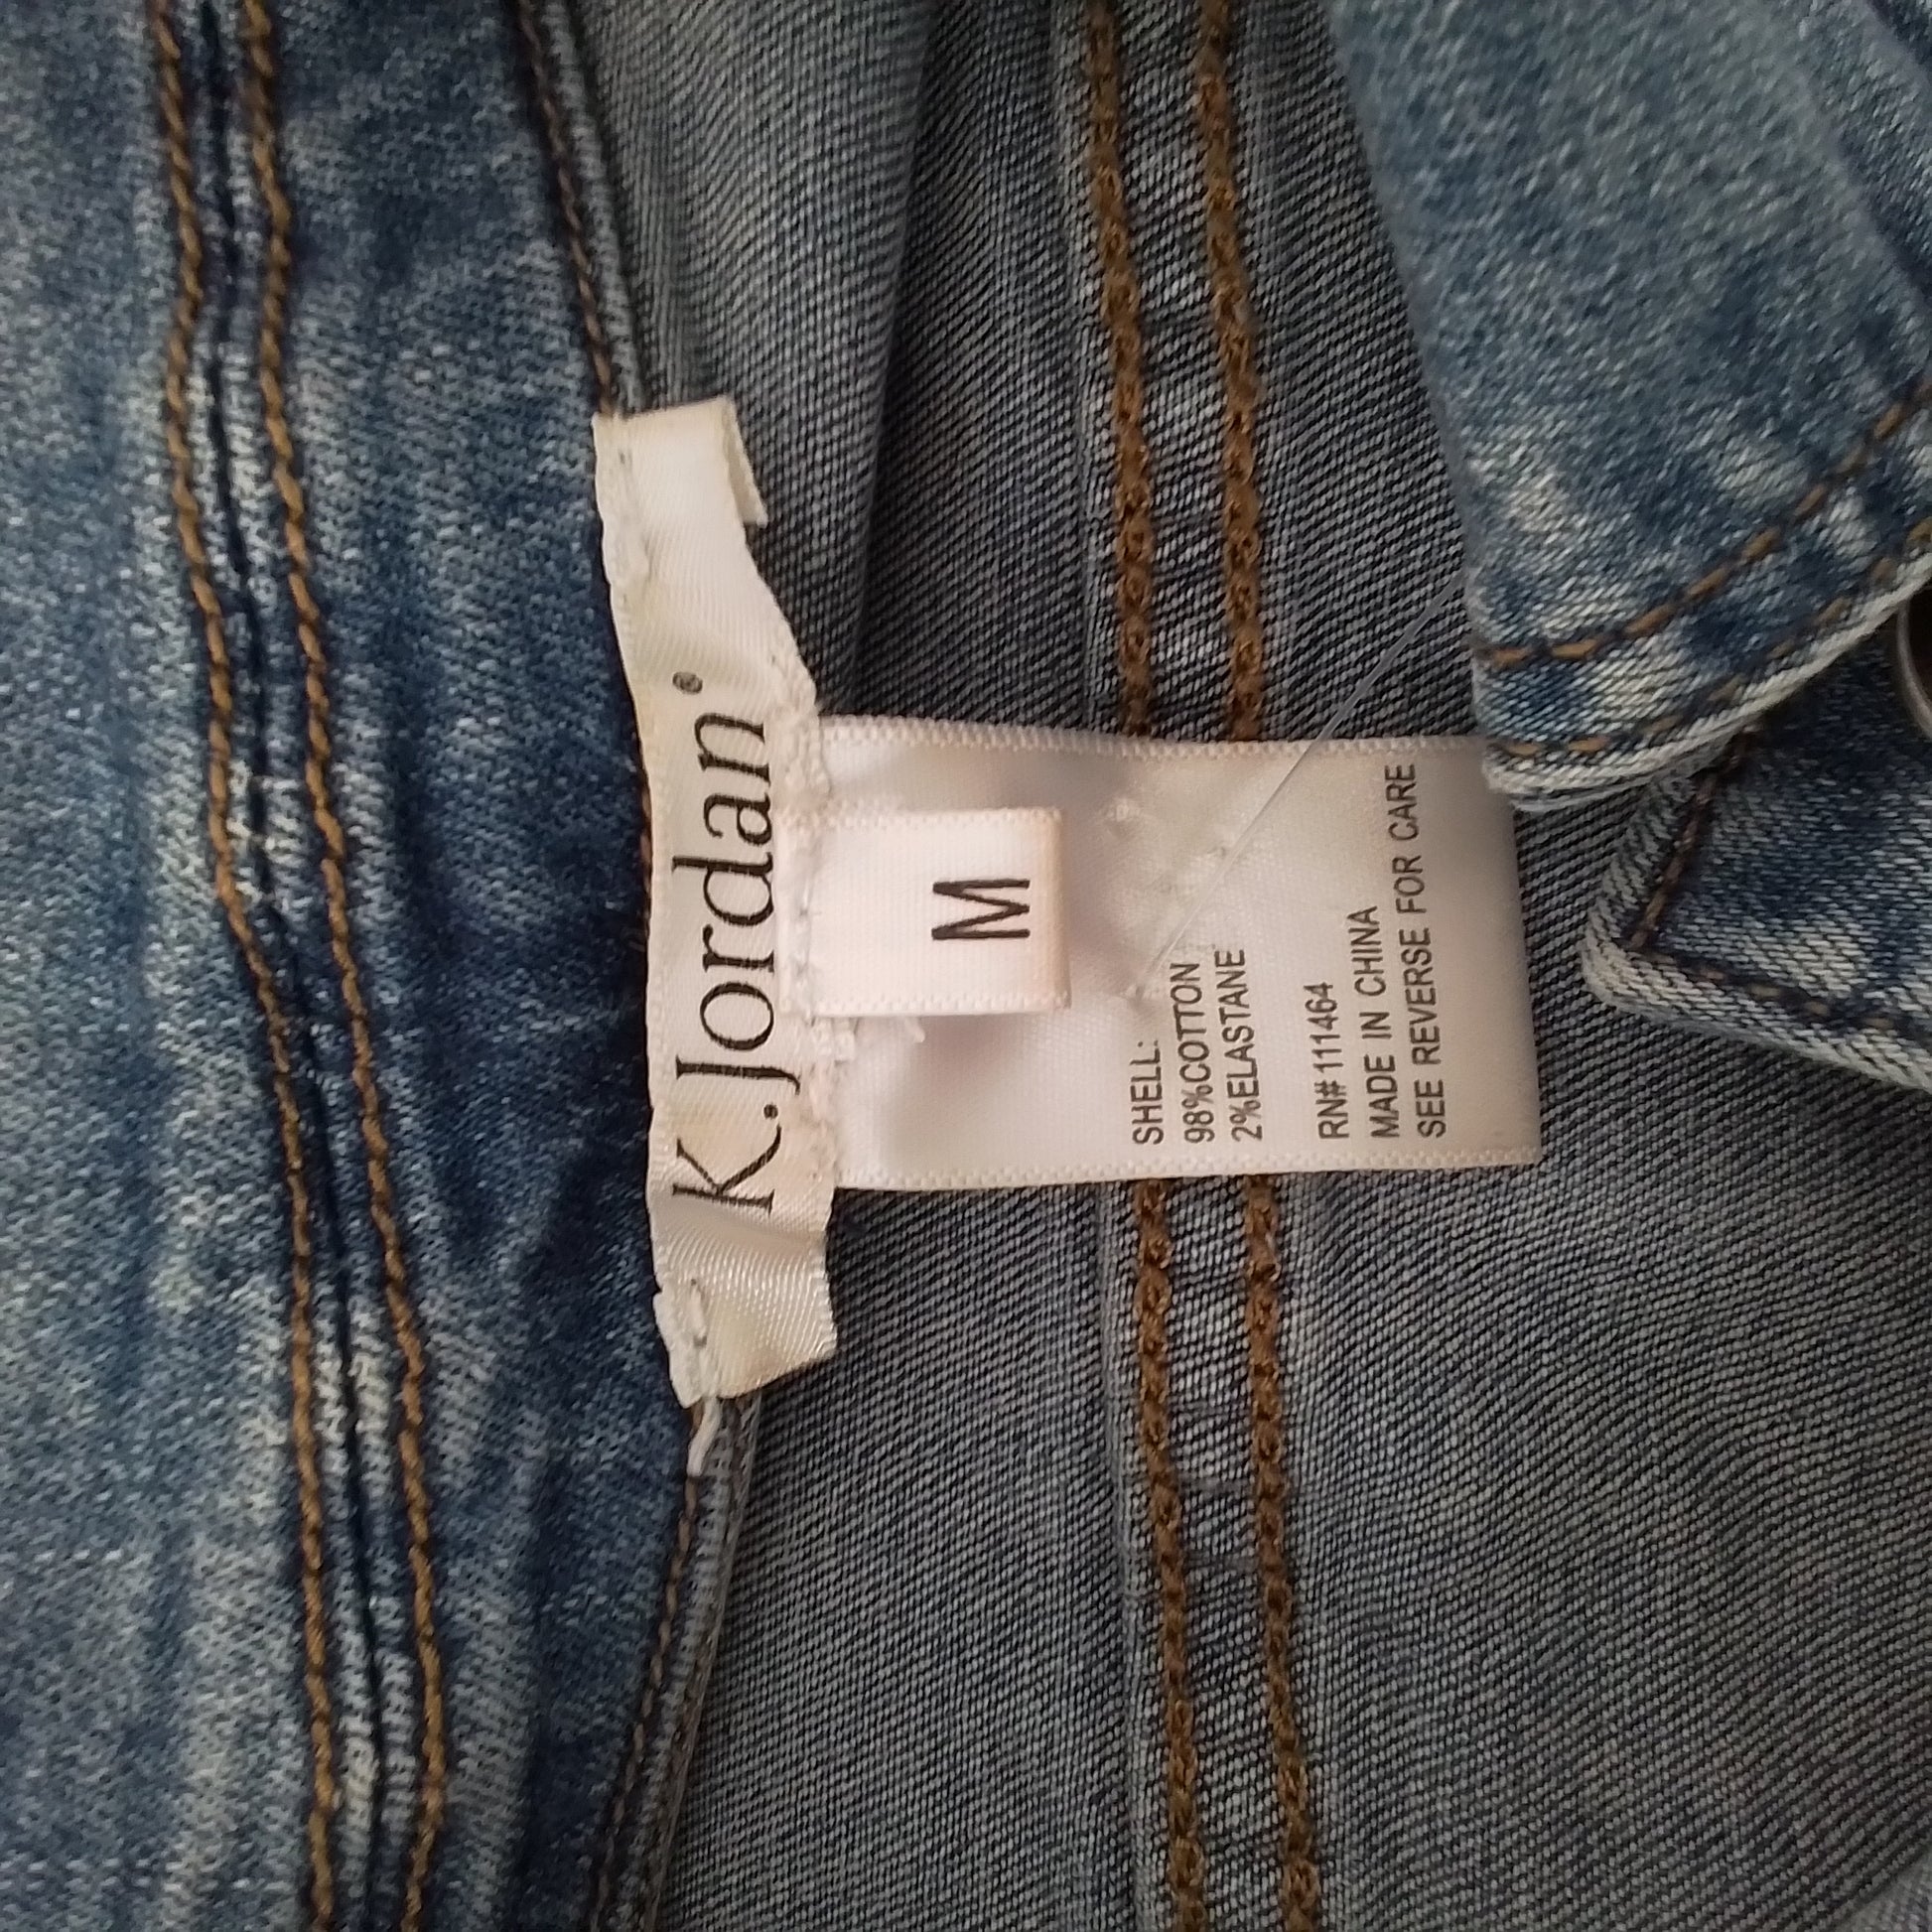 K.Jordan
M
SHELL:
98%COTTON
2%ELASTANE
RN# 111464
MADE IN CHINA
SEE REVERSE FOR CARE